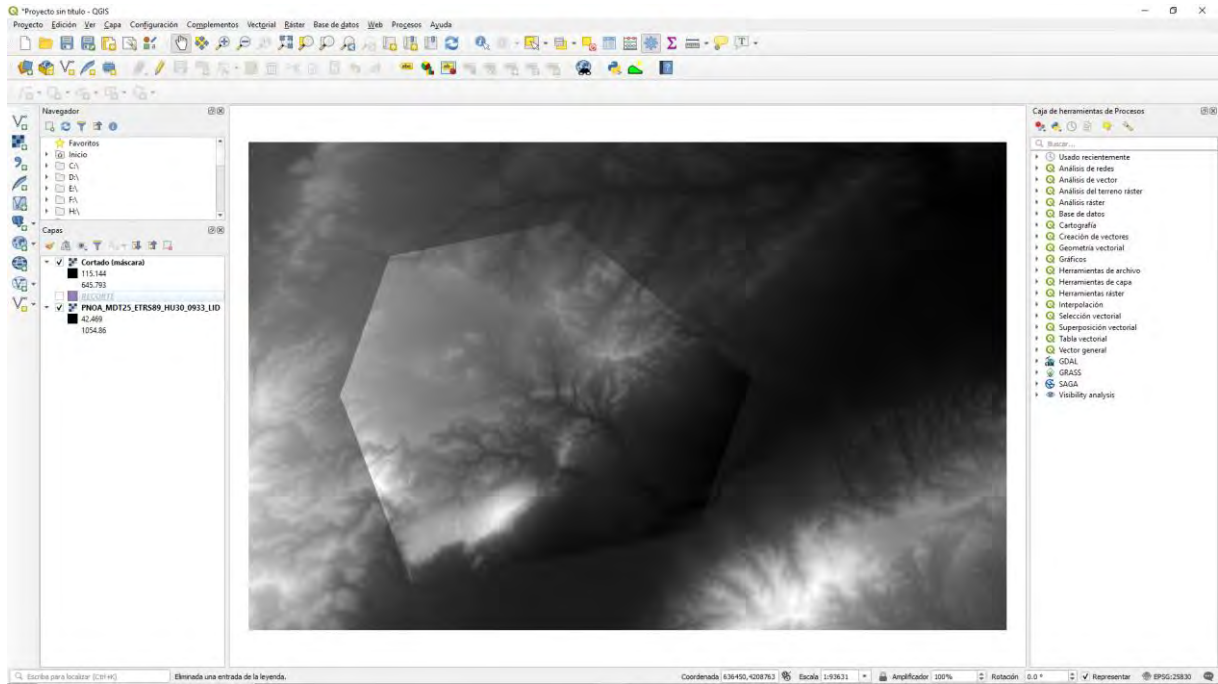 *Proyecto sin título - QGIS
Proyecto Edición Ver Capa Configuración Complementos Vectorial Ráster Base de datos Web Procesos Ayuda
Navegador
Favoritos
Inicio
C:\
D:\
E:\
F:\
H:\
Capas
Cortado (máscara)
115.144
645.793
RECORTE
PNOA_MDT25_ETRS89_HU30_0933_LID
42.469
1054.86
Caja de herramientas de Procesos
Buscar...
Usado recientemente
Análisis de redes
Análisis de vector
Análisis del terreno ráster
Análisis ráster
Base de datos
Cartografía
Creación de vectores
Geometría vectorial
Gráficos
Herramientas de archivo
Herramientas de capa
Herramientas ráster
Interpolación
Selección vectorial
Superposición vectorial
Tabla vectorial
Vector general
GDAL
GRASS
SAGA
Visibility analysis
Escriba para localizar (Ctrl+K) Eliminada una entrada de la leyenda. Coordenada 636450,4208763 Escala 1:93631 Amplificador 100% Rotación 0.0 ° Representar EPSG:25830